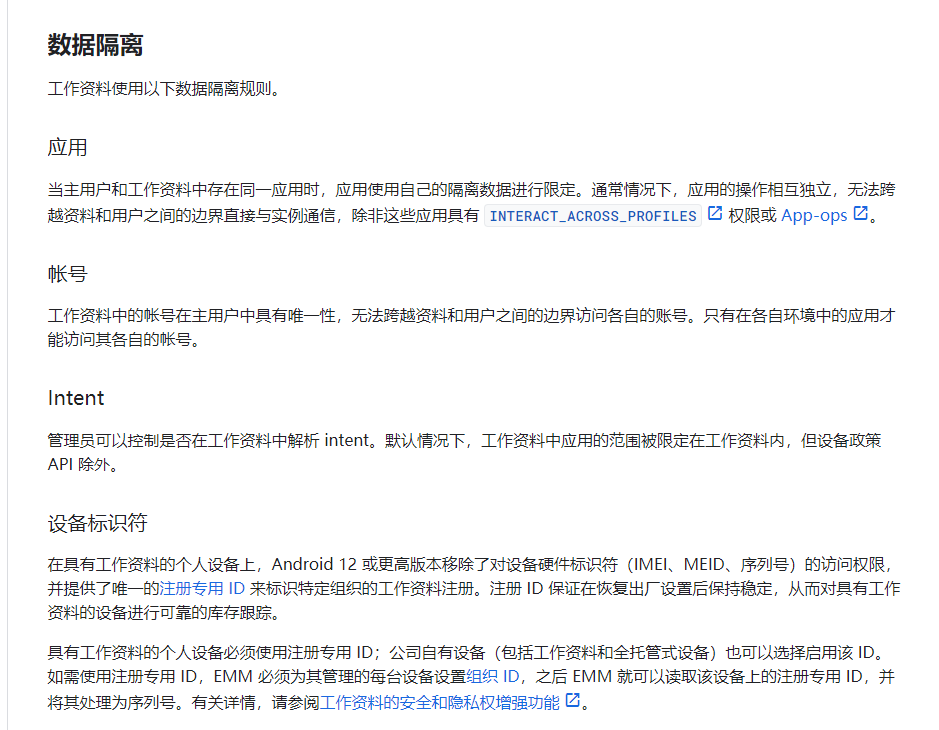 数据隔离
工作资料使用以下数据隔离规则。
应用
当主用户和工作资料中存在同一应用时，应用使用自己的隔离数据进行限定。通常情况下，应用的操作相互独立，无法跨
越资料和用户之间的边界直接与实例通信，除非这些应用具有 INTERACT_ACROSS_PROFILES 权限或 App-ops 。
帐号
工作资料中的帐号在主用户中具有唯一性，无法跨越资料和用户之间的边界访问各自的账号。只有在各自环境中的应用才
能访问其各自的帐号。
Intent
管理员可以控制是否在工作资料中解析 intent。默认情况下，工作资料中应用的范围被限定在工作资料内，但设备政策
API 除外。
设备标识符
在具有工作资料的个人设备上，Android 12 或更高版本移除了对设备硬件标识符（IMEI、MEID、序列号）的访问权限，
并提供了唯一的注册专用 ID 来标识特定组织的工作资料注册。注册 ID 保证在恢复出厂设置后保持稳定，从而对具有工作
资料的设备进行可靠的库存跟踪。
具有工作资料的个人设备必须使用注册专用 ID；公司自有设备（包括工作资料和全托管式设备）也可以选择启用该 ID。
如需使用注册专用 ID，EMM 必须为其管理的每台设备设置组织 ID，之后 EMM 就可以读取该设备上的注册专用 ID，并
将其处理为序列号。有关详情，请参阅工作资料的安全和隐私权增强功能 。